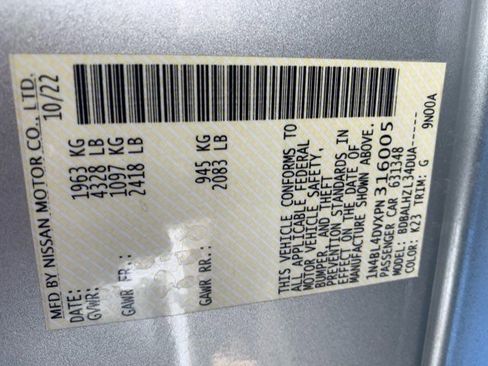 MFD BY NISSAN MOTOR CO., LTD.
DATE: 10/22
GVWR: 1963 KG
4328 LB
GAWR FR.: 1097 KG
2418 LB
GAWR RR.: 945 KG
2083 LB
THIS VEHICLE CONFORMS TO
ALL APPLICABLE FEDERAL
MOTOR VEHICLE SAFETY,
BUMPER AND THEFT
PREVENTION STANDARDS IN
EFFECT ON THE DATE OF
MANUFACTURE SHOWN ABOVE.
1N4BL4DVXPN316005
PASSENGER CAR 631348
MODEL: BDBALHZL34DUA-----
COLOR: K23 TRIM: G 9N00A